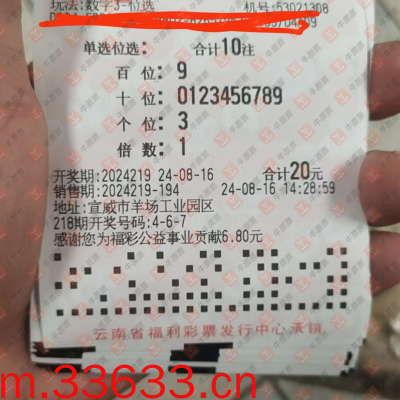 玩法:数字3-位选 机号:53021308
单选位选: 合计10注
百 位: 9
十 位: 0123456789
个 位: 3
倍 数: 1
开奖期:2024219 24-08-16 合计20元
销售期:2024219-194 24-08-16 14:28:59
地址:宣威市羊场工业园区
218期开奖号码:4-6-7
感谢您为福彩公益事业贡献6.80元
云南省福利彩票发行中心承销
m.33633.cn